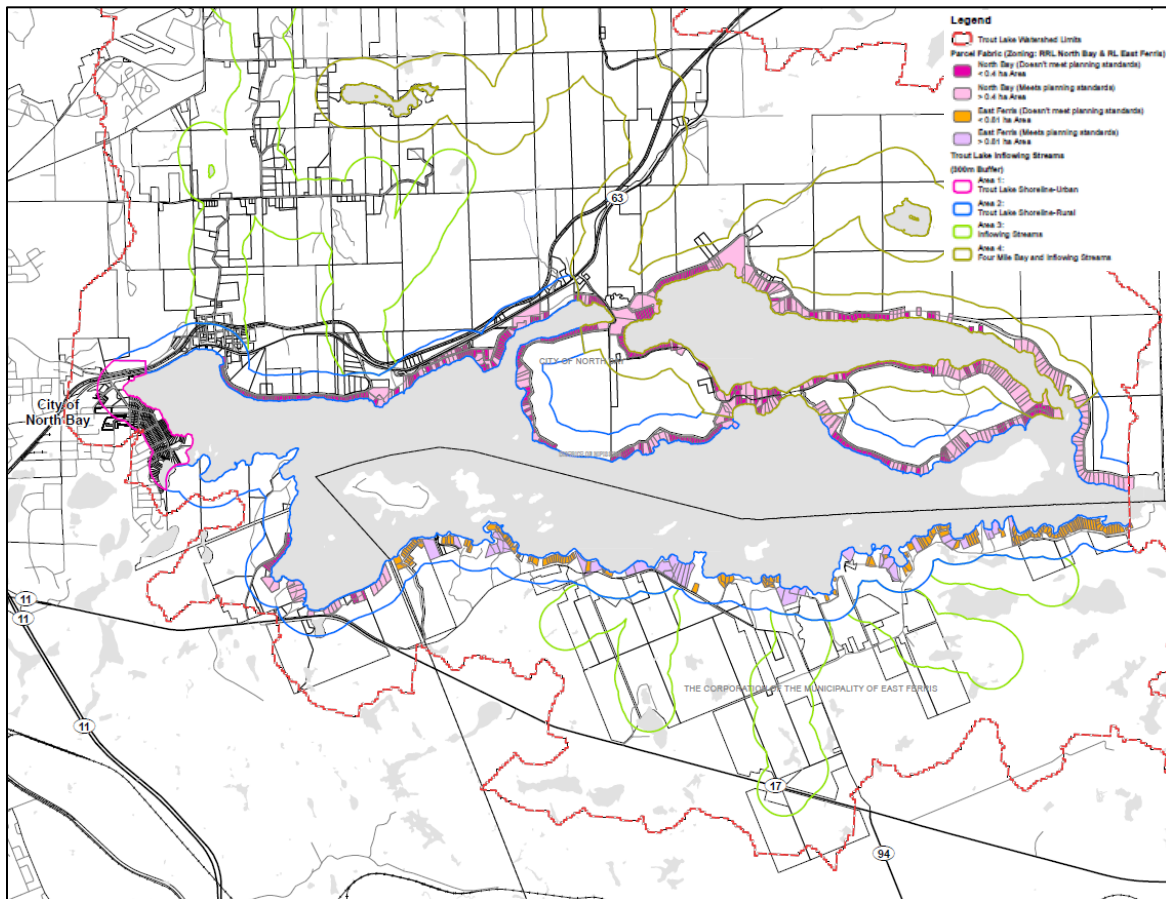 Legend
Trout Lake Watershed Limits
Parcel Fabric (Zoning: RRL North Bay & RL East Ferris)
North Bay (Doesn't meet planning standards)
< 0.4 ha Area
North Bay (Meets planning standards)
> 0.4 ha Area
East Ferris (Doesn't meet planning standards)
< 0.81 ha Area
East Ferris (Meets planning standards)
> 0.81 ha Area
Trout Lake Inflowing Streams
(300m Buffer)
Area 1:
Trout Lake Shoreline-Urban
Area 2:
Trout Lake Shoreline-Rural
Area 3:
Inflowing Streams
Area 4:
Four Mile Bay and Inflowing Streams
63
CITY OF NORTH
City of
North Bay
11
11
THE CORPORATION OF THE MUNICIPALITY OF EAST FERRIS
11
17
94